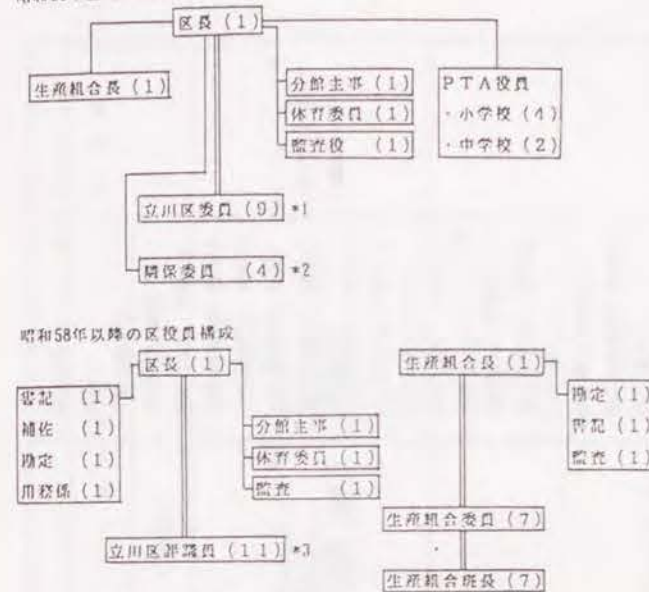 区長 (1)
生産組合長 (1)
分館主事 (1)
体育委員 (1)
監査役 (1)
PTA役員
・小学校 (4)
・中学校 (2)
立川区委員 (9) *1
隣保委員 (4) *2
昭和58年以降の区役員構成
区長 (1)
書記 (1)
補佐 (1)
勘定 (1)
用務係 (1)
分館主事 (1)
体育委員 (1)
監査 (1)
立川区評議員 (11) *3
生産組合長 (1)
勘定 (1)
書記 (1)
監査 (1)
生産組合委員 (7)
生産組合班長 (7)